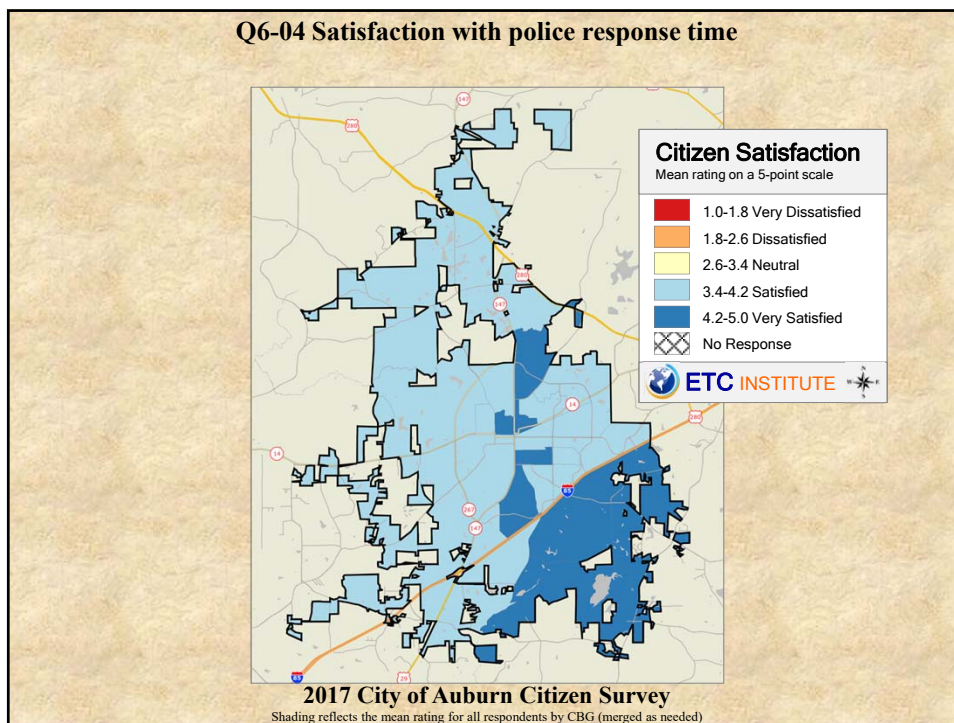 Q6-04 Satisfaction with police response time
147
280
280
147
14
280
14
85
267
147
85
29
Citizen Satisfaction
Mean rating on a 5-point scale
1.0-1.8 Very Dissatisfied
1.8-2.6 Dissatisfied
2.6-3.4 Neutral
3.4-4.2 Satisfied
4.2-5.0 Very Satisfied
No Response
ETC INSTITUTE
N
W E
S
2017 City of Auburn Citizen Survey
Shading reflects the mean rating for all respondents by CBG (merged as needed)